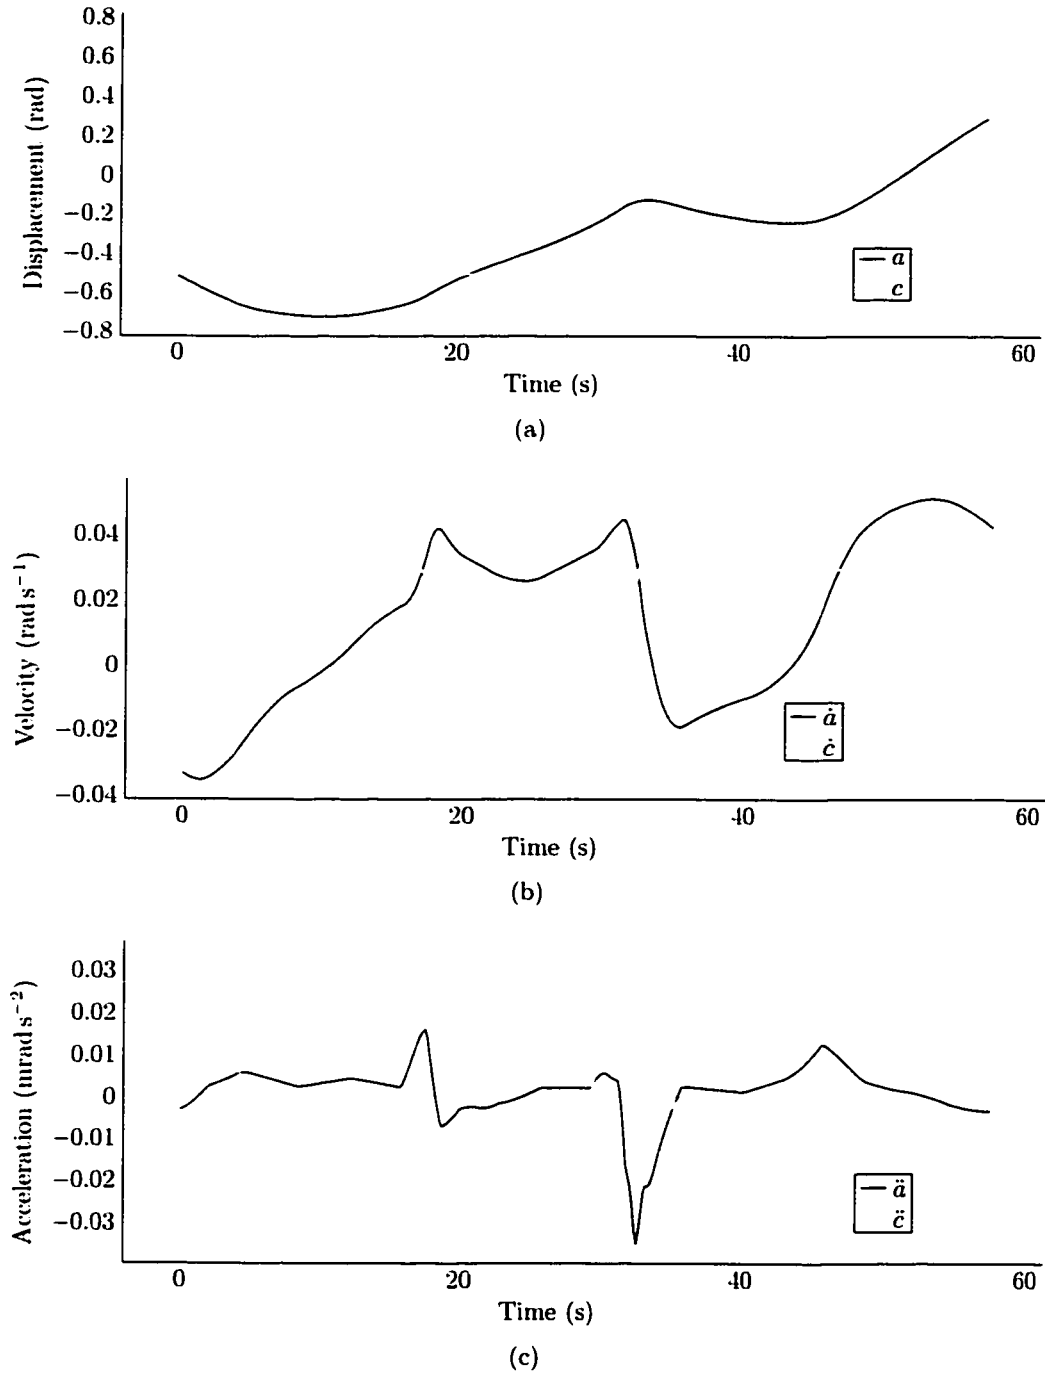 0.8
0.6
0.4
0.2
0
−0.2
−0.4
−0.6
−0.8
Displacement (rad)
a
c
0 20 40 60
Time (s)
(a)
0.04
0.02
0
−0.02
−0.04
Velocity (rad s⁻¹)
ȧ
ċ
0 20 40 60
Time (s)
(b)
0.03
0.02
0.01
0
−0.01
−0.02
−0.03
Acceleration (mrad s⁻²)
ä
c̈
0 20 40 60
Time (s)
(c)